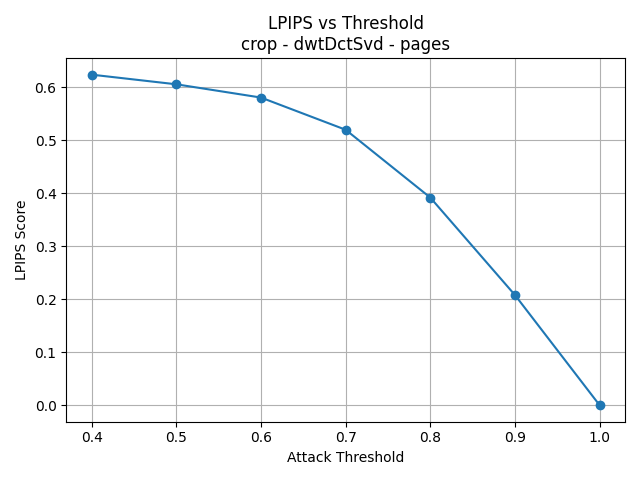 LPIPS vs Threshold
crop - dwtDctSvd - pages
0.6
0.5
0.4
0.3
0.2
0.1
0.0
LPIPS Score
0.4 0.5 0.6 0.7 0.8 0.9 1.0
Attack Threshold